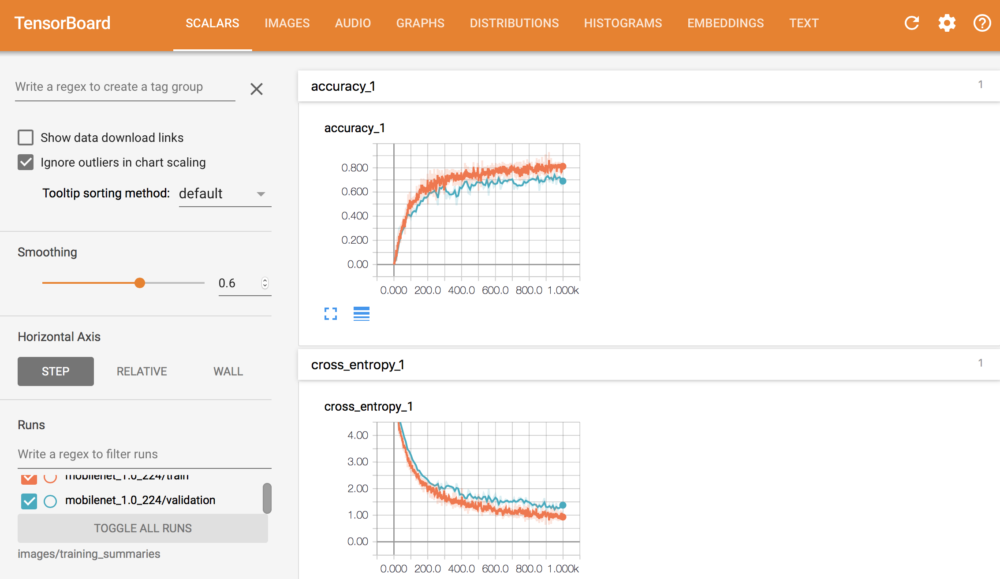 TensorBoard
SCALARS IMAGES AUDIO GRAPHS DISTRIBUTIONS HISTOGRAMS EMBEDDINGS TEXT
Write a regex to create a tag group
Show data download links
Ignore outliers in chart scaling
Tooltip sorting method: default
Smoothing
0.6
Horizontal Axis
STEP RELATIVE WALL
Runs
Write a regex to filter runs
mobilenet_1.0_224/train
mobilenet_1.0_224/validation
TOGGLE ALL RUNS
images/training_summaries
accuracy_1 1
accuracy_1
0.800
0.600
0.400
0.200
0.00
0.000 200.0 400.0 600.0 800.0 1.000k
cross_entropy_1 1
cross_entropy_1
4.00
3.00
2.00
1.00
0.00
0.000 200.0 400.0 600.0 800.0 1.000k